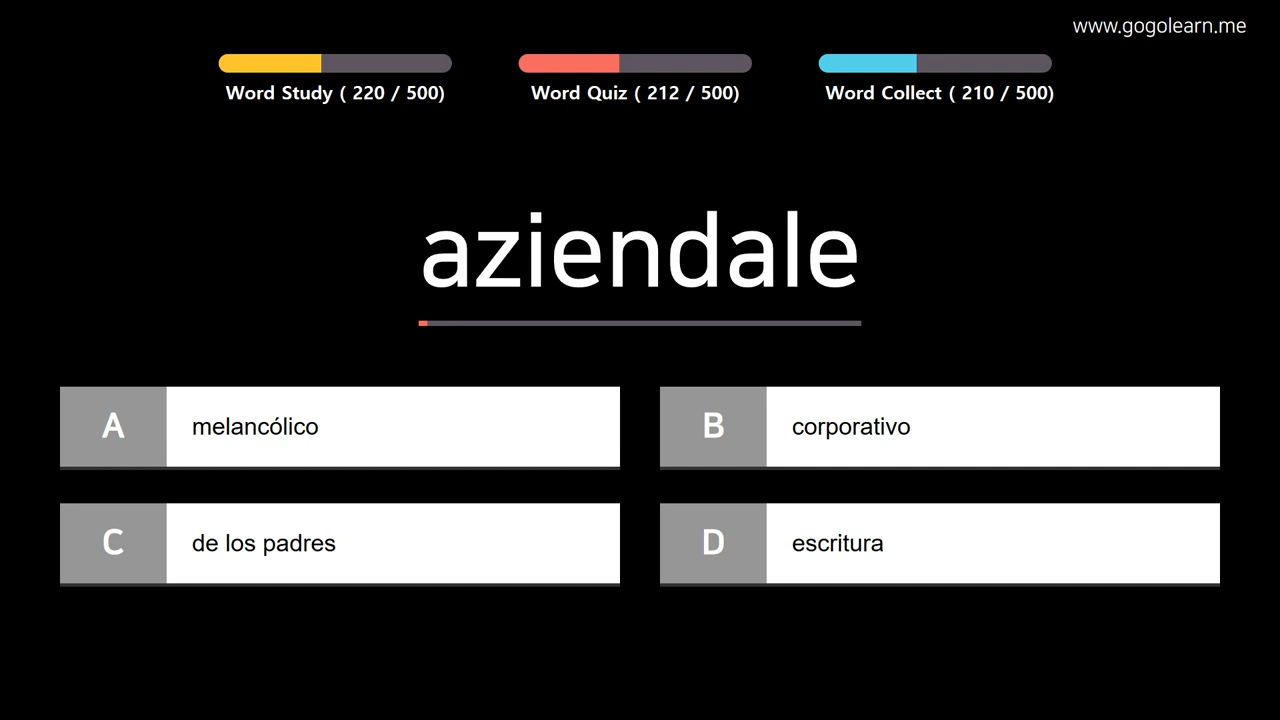 www.gogolearn.me
Word Study ( 220 / 500)
Word Quiz ( 212 / 500)
Word Collect ( 210 / 500)
aziendale
A melancólico
B corporativo
C de los padres
D escritura